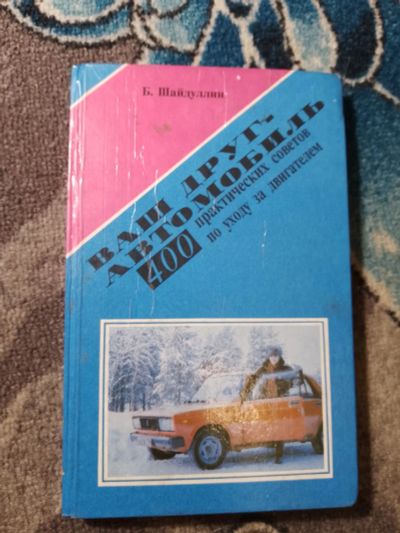 Б. Шайдуллин
ВАШ ДРУГ-
АВТОМОБИЛЬ
400 практических советов
по уходу за двигателем